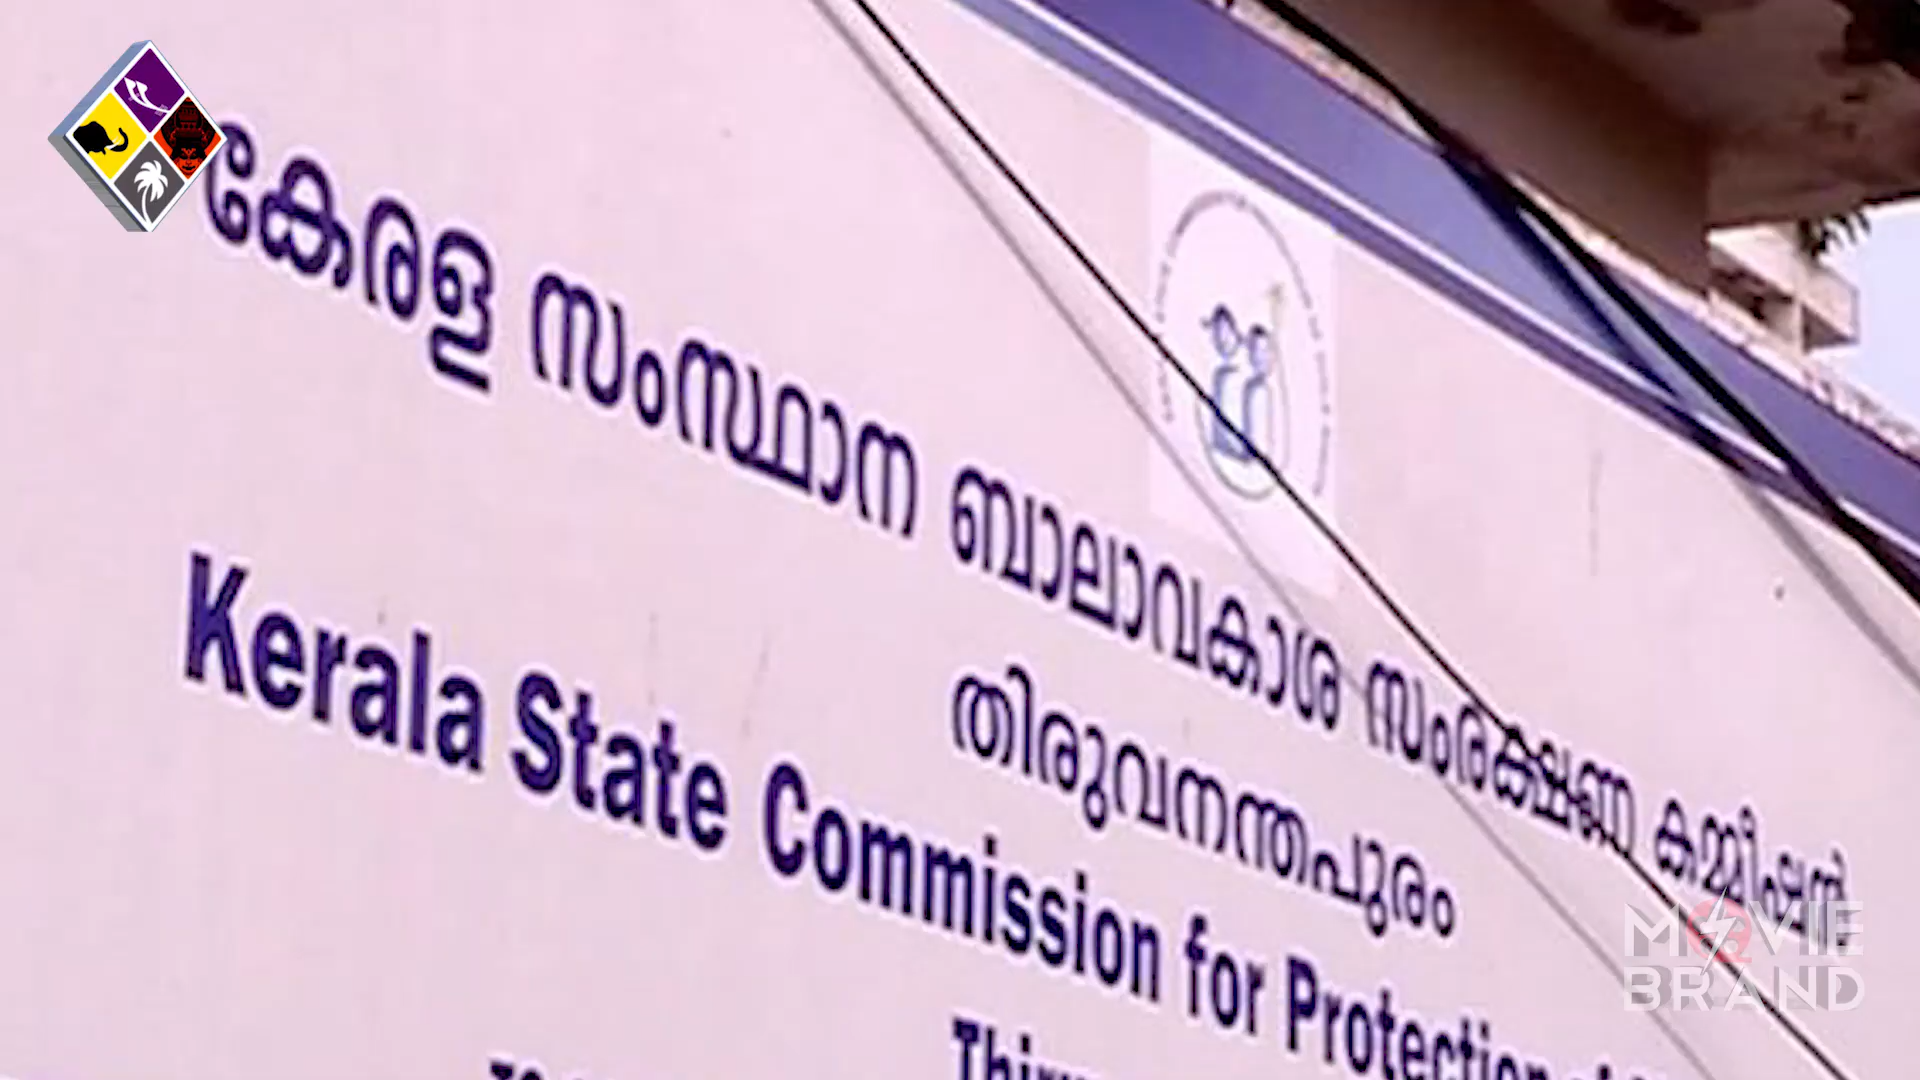 കേരള സംസ്ഥാന ബാലാവകാശ സംരക്ഷണ കമ്മീഷൻ
തിരുവനന്തപുരം
Kerala State Commission for Protection
MOVIE
BRAND